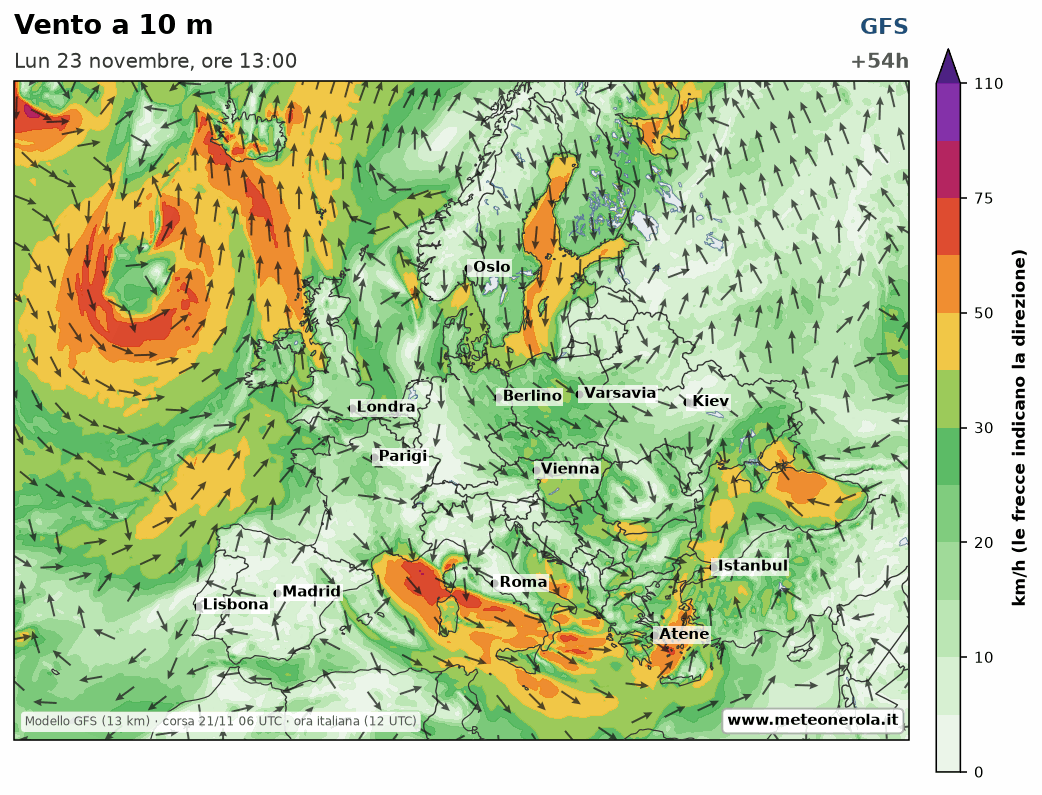 Vento a 10 m
GFS
Lun 23 novembre, ore 13:00
+54h
110
75
50
30
20
10
0
km/h (le frecce indicano la direzione)
Oslo
Berlino
Varsavia
Kiev
Londra
Parigi
Vienna
Istanbul
Roma
Madrid
Lisbona
Atene
Modello GFS (13 km) · corsa 21/11 06 UTC · ora italiana (12 UTC)
www.meteonerola.it